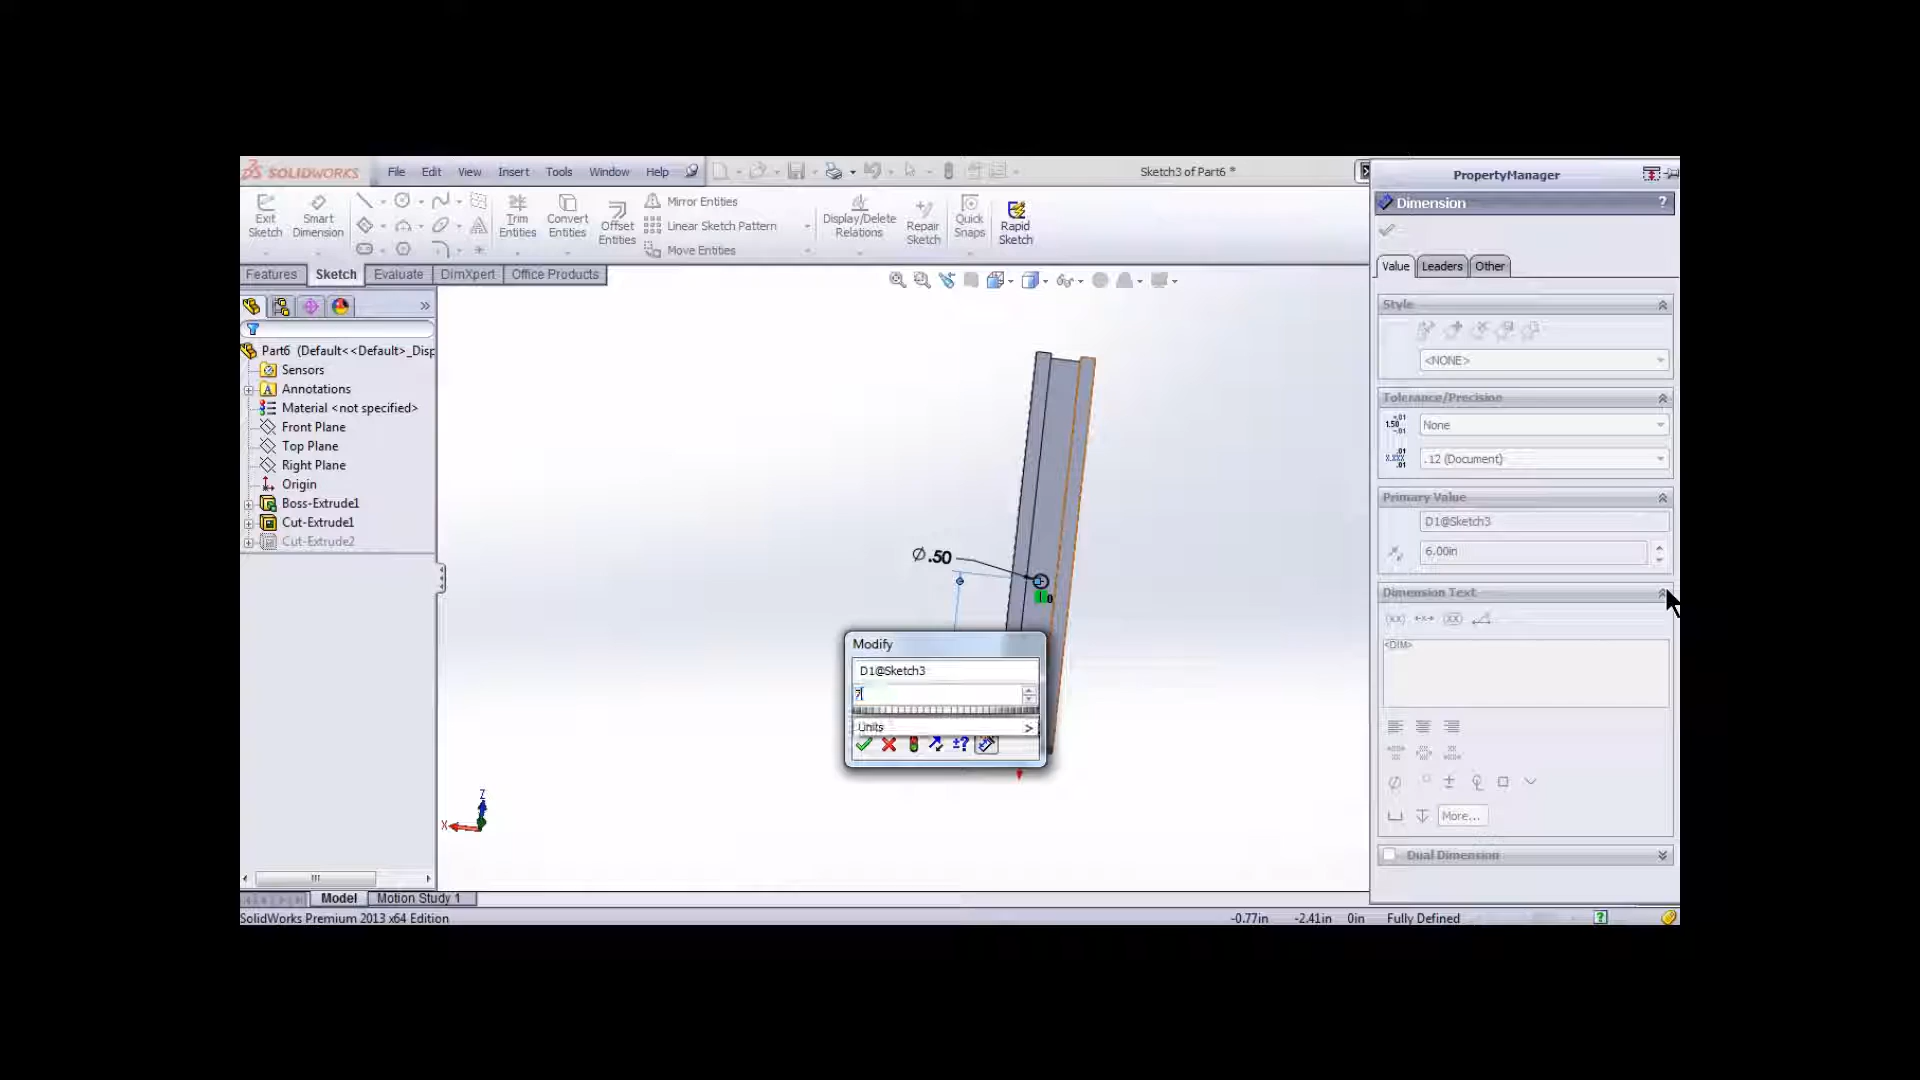 SOLIDWORKS File Edit View Insert Tools Window Help Sketch3 of Part6 *
Exit Sketch
Smart Dimension
Trim Entities
Convert Entities
Offset Entities
Mirror Entities
Linear Sketch Pattern
Move Entities
Display/Delete Relations
Repair Sketch
Quick Snaps
Rapid Sketch
Features Sketch Evaluate DimXpert Office Products
Part6 (Default<<Default>_Disp
Sensors
Annotations
Material <not specified>
Front Plane
Top Plane
Right Plane
Origin
Boss-Extrude1
Cut-Extrude1
Cut-Extrude2
Ø.50
0
Modify
D1@Sketch3
7
Units >
±?
Z
X
PropertyManager
Dimension ?
Value Leaders Other
Style
<NONE>
Tolerance/Precision
None
.12 (Document)
Primary Value
D1@Sketch3
6.00in
Dimension Text
<DIM>
More...
Dual Dimension
Model Motion Study 1
SolidWorks Premium 2013 x64 Edition -0.77in -2.41in 0in Fully Defined